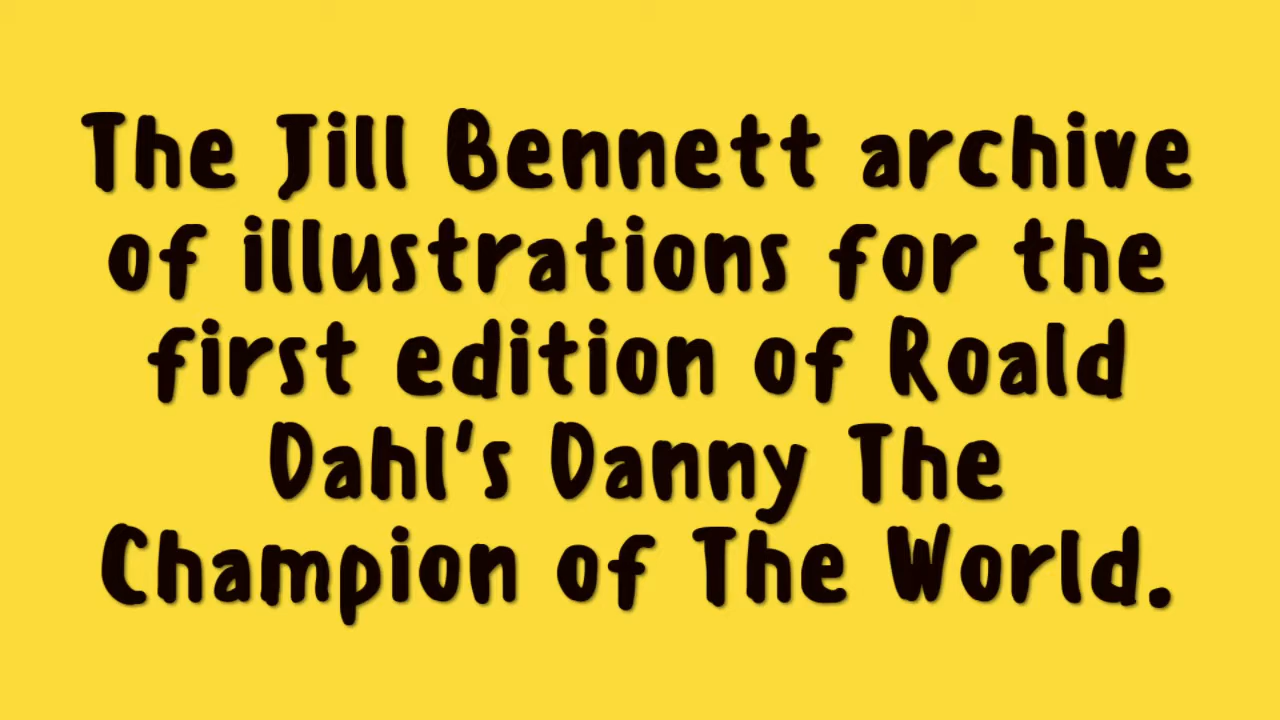 The Jill Bennett archive
of illustrations for the
first edition of Roald
Dahl's Danny The
Champion of The World.